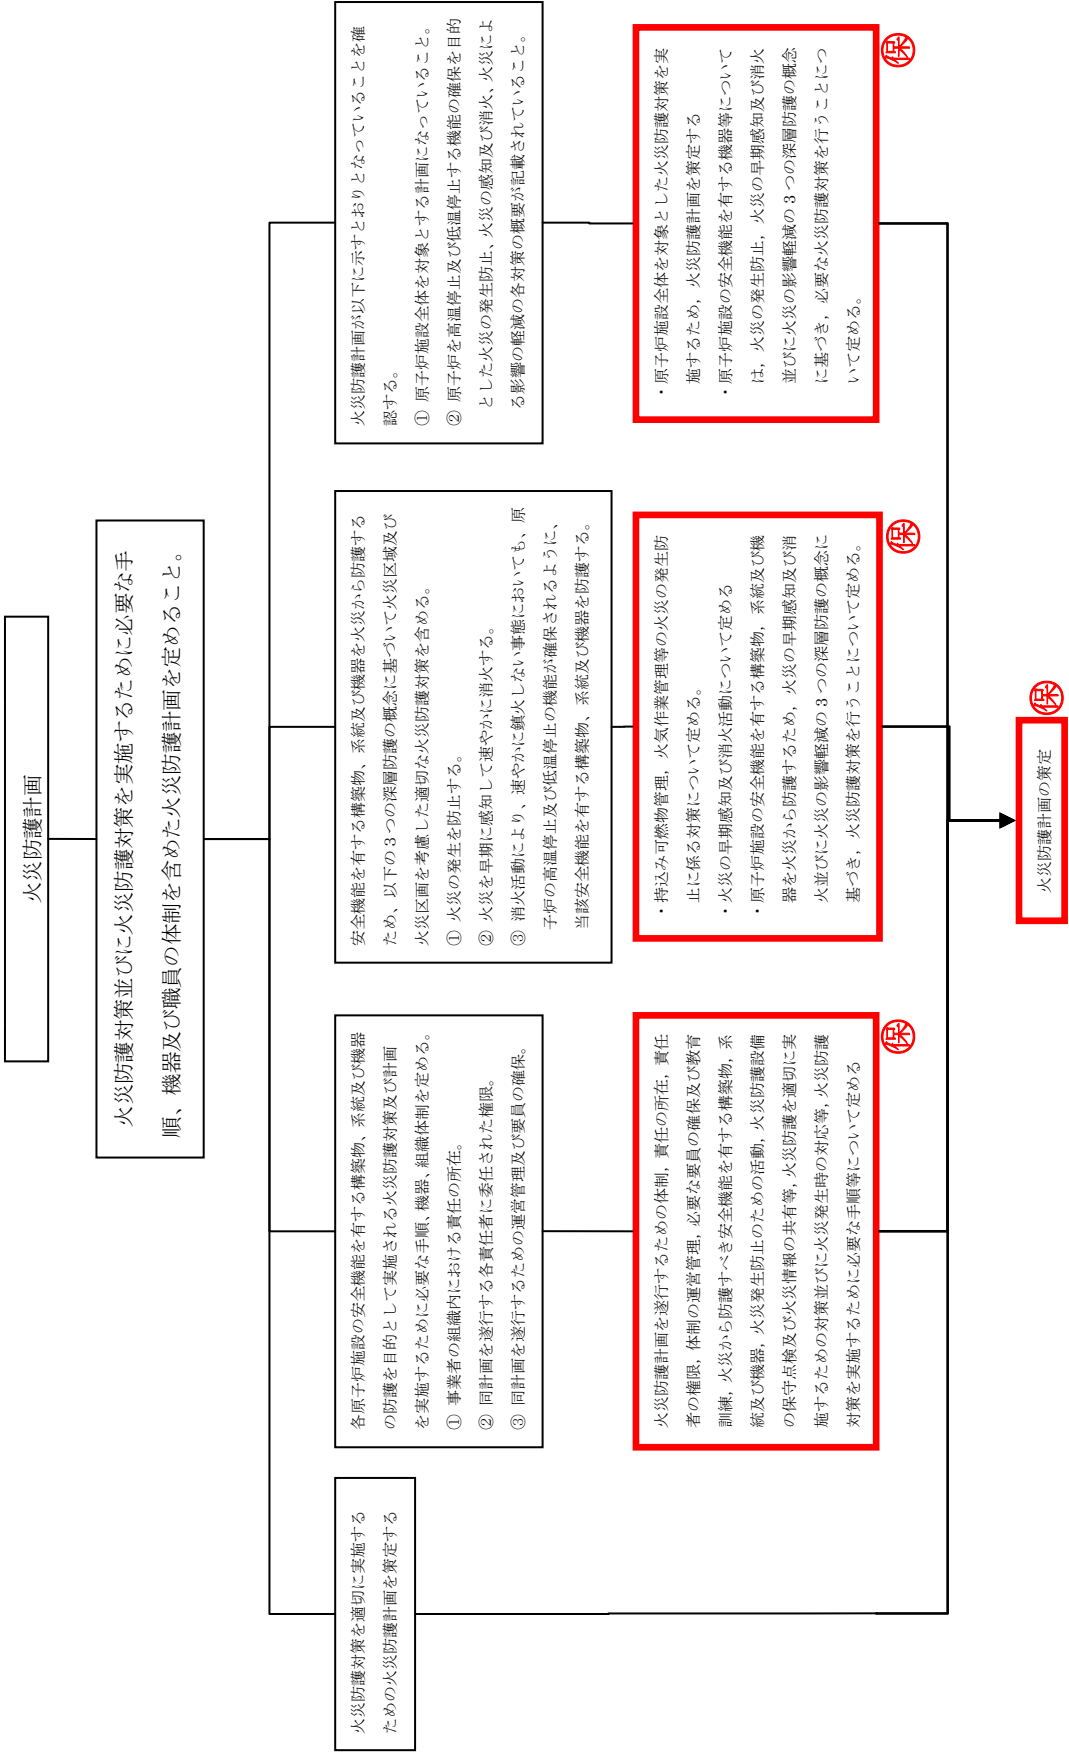 火災防護計画
火災防護対策並びに火災防護対策を実施するために必要な手
順、機器及び職員の体制を含めた火災防護計画を定めること。
火災防護対策を適切に実施する
ための火災防護計画を策定する
各原子炉施設の安全機能を有する構築物、系統及び機器
の防護を目的として実施される火災防護対策及び計画
を実施するために必要な手順、機器、組織体制を定める。
① 事業者の組織内における責任の所在。
② 同計画を遂行する各責任者に委任された権限。
③ 同計画を遂行するための運営管理及び要員の確保。
安全機能を有する構築物、系統及び機器を火災から防護する
ため、以下の3つの深層防護の概念に基づいて火災区域及び
火災区画を考慮した適切な火災防護対策を含める。
① 火災の発生を防止する。
② 火災を早期に感知して速やかに消火する。
③ 消火活動により、速やかに鎮火しない事態においても、原
子炉の高温停止及び低温停止の機能が確保されるように、
当該安全機能を有する構築物、系統及び機器を防護する。
火災防護計画が以下に示すとおりとなっていることを確
認する。
① 原子炉施設全体を対象とする計画になっていること。
② 原子炉を高温停止及び低温停止する機能の確保を目的
とした火災の発生防止、火災の感知及び消火、火災によ
る影響の軽減の各対策の概要が記載されていること。
火災防護計画を遂行するための体制，責任の所在，責任
者の権限，体制の運営管理，必要な要員の確保及び教育
訓練，火災から防護すべき安全機能を有する構築物，系
統及び機器，火災発生防止のための活動，火災防護設備
の保守点検及び火災情報の共有等，火災防護を適切に実
施するための対策並びに火災発生時の対応等，火災防護
対策を実施するために必要な手順等について定める
保
・持込み可燃物管理，火気作業管理等の火災の発生防
止に係る対策について定める。
・火災の早期感知及び消火活動について定める
・原子炉施設の安全機能を有する構築物，系統及び機
器を火災から防護するため，火災の早期感知及び消
火並びに火災の影響軽減の3つの深層防護の概念に
基づき，火災防護対策を行うことについて定める。
保
・原子炉施設全体を対象とした火災防護対策を実
施するため，火災防護計画を策定する
・原子炉施設の安全機能を有する機器等について
は，火災の発生防止，火災の早期感知及び消火
並びに火災の影響軽減の3つの深層防護の概念
に基づき，必要な火災防護対策を行うことにつ
いて定める。
保
火災防護計画の策定
保